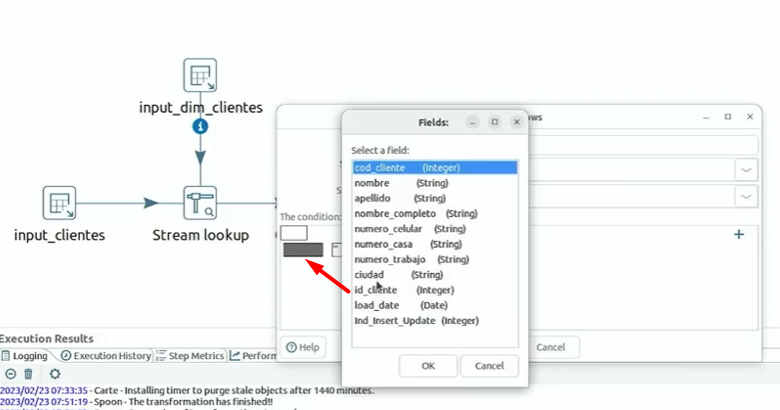 input_dim_clientes
input_clientes
Stream lookup
ows
The condition:
Help
Cancel
Fields:
Select a field:
cod_cliente (Integer)
nombre (String)
apellido (String)
nombre_completo (String)
numero_celular (String)
numero_casa (String)
numero_trabajo (String)
ciudad (String)
id_cliente (Integer)
load_date (Date)
Ind_Insert_Update (Integer)
OK Cancel
Execution Results
Logging Execution History Step Metrics Perform
2023/02/23 07:33:35 - Carte - Installing timer to purge stale objects after 1440 minutes.
2023/02/23 07:51:19 - Spoon - The transformation has finished!!